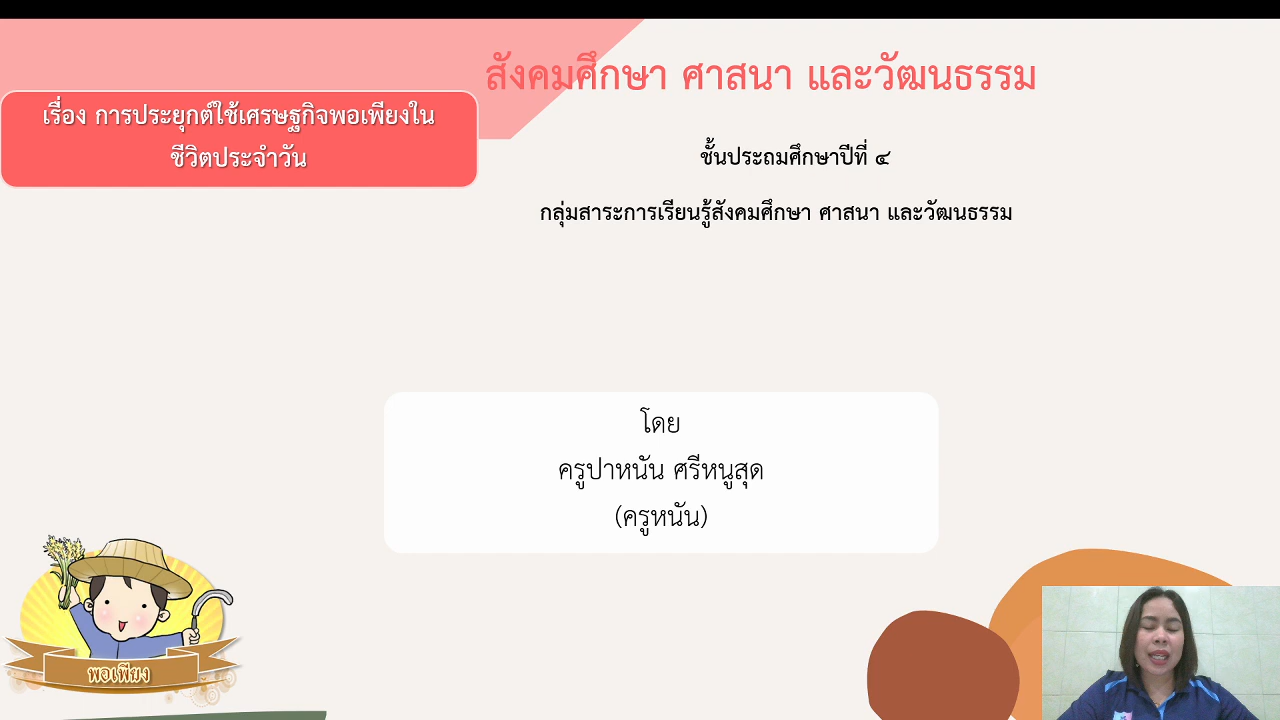 สังคมศึกษา ศาสนา และวัฒนธรรม
เรื่อง การประยุกต์ใช้เศรษฐกิจพอเพียงใน
ชีวิตประจำวัน
ชั้นประถมศึกษาปีที่ ๔
กลุ่มสาระการเรียนรู้สังคมศึกษา ศาสนา และวัฒนธรรม
โดย
ครูปาหนัน ศรีหนูสุด
(ครูหนัน)
พอเพียง